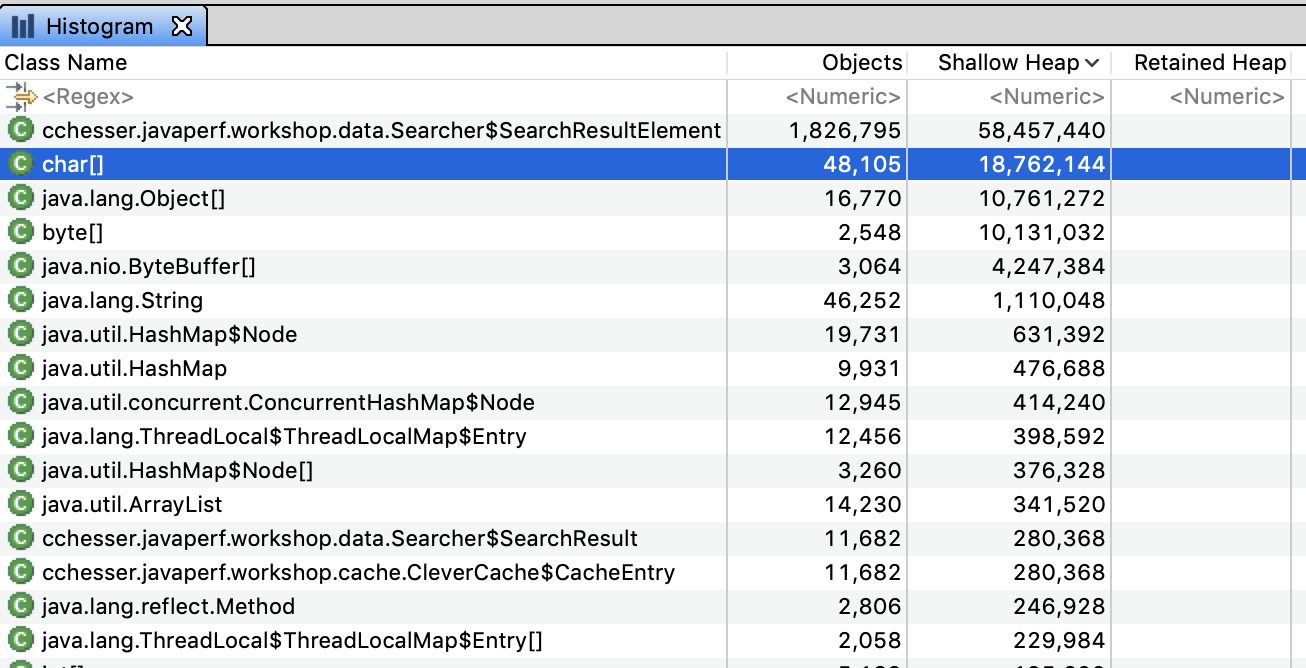 Histogram
Class Name Objects Shallow Heap Retained Heap
<Regex> <Numeric> <Numeric> <Numeric>
cchesser.javaperf.workshop.data.Searcher$SearchResultElement 1,826,795 58,457,440
char[] 48,105 18,762,144
java.lang.Object[] 16,770 10,761,272
byte[] 2,548 10,131,032
java.nio.ByteBuffer[] 3,064 4,247,384
java.lang.String 46,252 1,110,048
java.util.HashMap$Node 19,731 631,392
java.util.HashMap 9,931 476,688
java.util.concurrent.ConcurrentHashMap$Node 12,945 414,240
java.lang.ThreadLocal$ThreadLocalMap$Entry 12,456 398,592
java.util.HashMap$Node[] 3,260 376,328
java.util.ArrayList 14,230 341,520
cchesser.javaperf.workshop.data.Searcher$SearchResult 11,682 280,368
cchesser.javaperf.workshop.cache.CleverCache$CacheEntry 11,682 280,368
java.lang.reflect.Method 2,806 246,928
java.lang.ThreadLocal$ThreadLocalMap$Entry[] 2,058 229,984